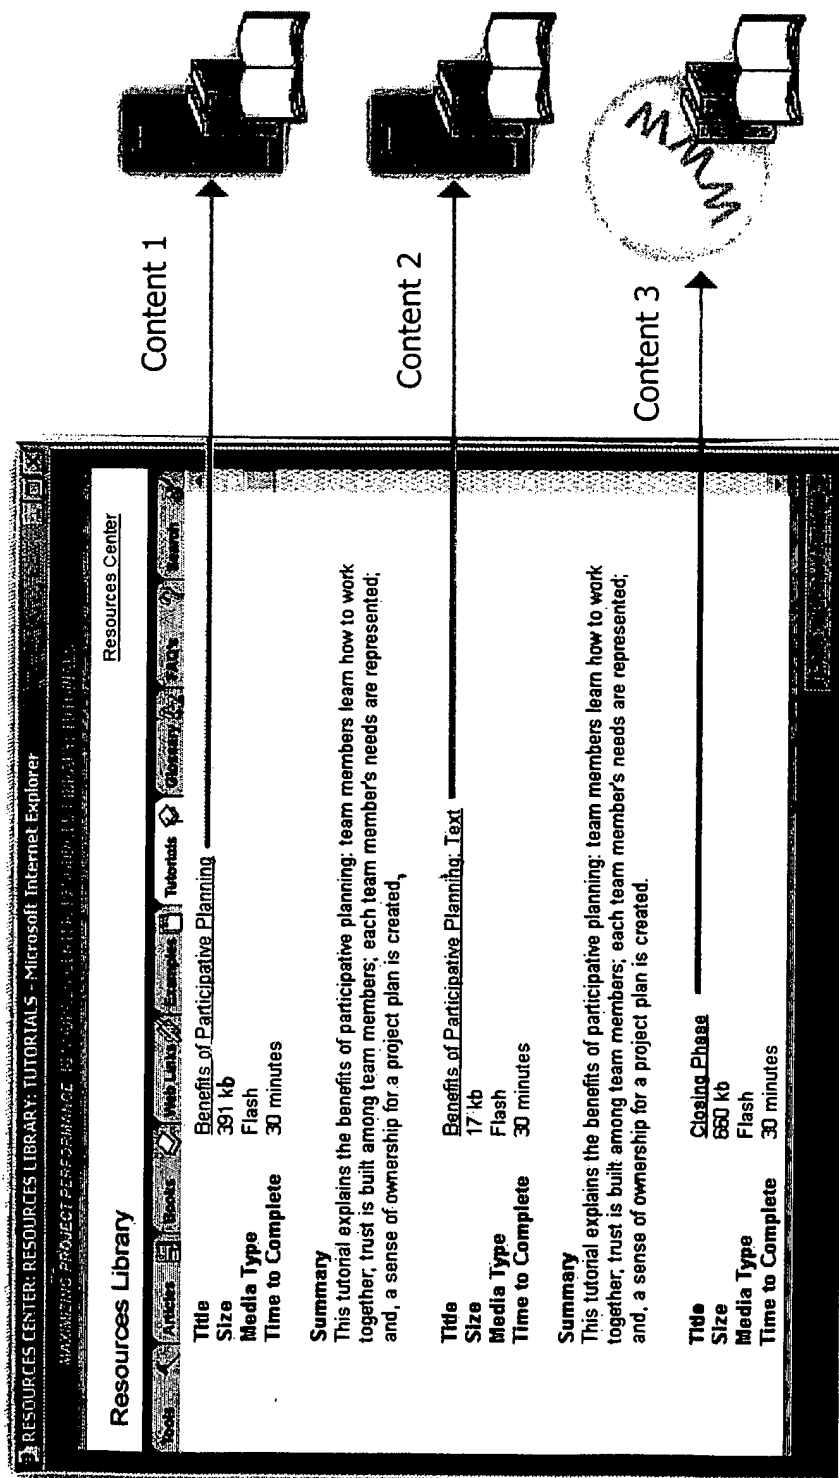 RESOURCES CENTER: RESOURCES LIBRARY: TUTORIALS - Microsoft Internet Explorer
MAXIMIZING PROJECT PERFORMANCE
Resources Library
Resources Center
Tools Articles Books Web Links Examples Tutorials Glossary FAQ's Search
Title Benefits of Participative Planning
Size 391 kb
Media Type Flash
Time to Complete 30 minutes
Summary
This tutorial explains the benefits of participative planning: team members learn how to work
together; trust is built among team members; each team member's needs are represented;
and, a sense of ownership for a project plan is created,
Title Benefits of Participative Planning: Text
Size 17 kb
Media Type Flash
Time to Complete 30 minutes
Summary
This tutorial explains the benefits of participative planning: team members learn how to work
together; trust is built among team members; each team member's needs are represented;
and, a sense of ownership for a project plan is created.
Title Closing Phase
Size 660 kb
Media Type Flash
Time to Complete 30 minutes
Content 1
Content 2
Content 3